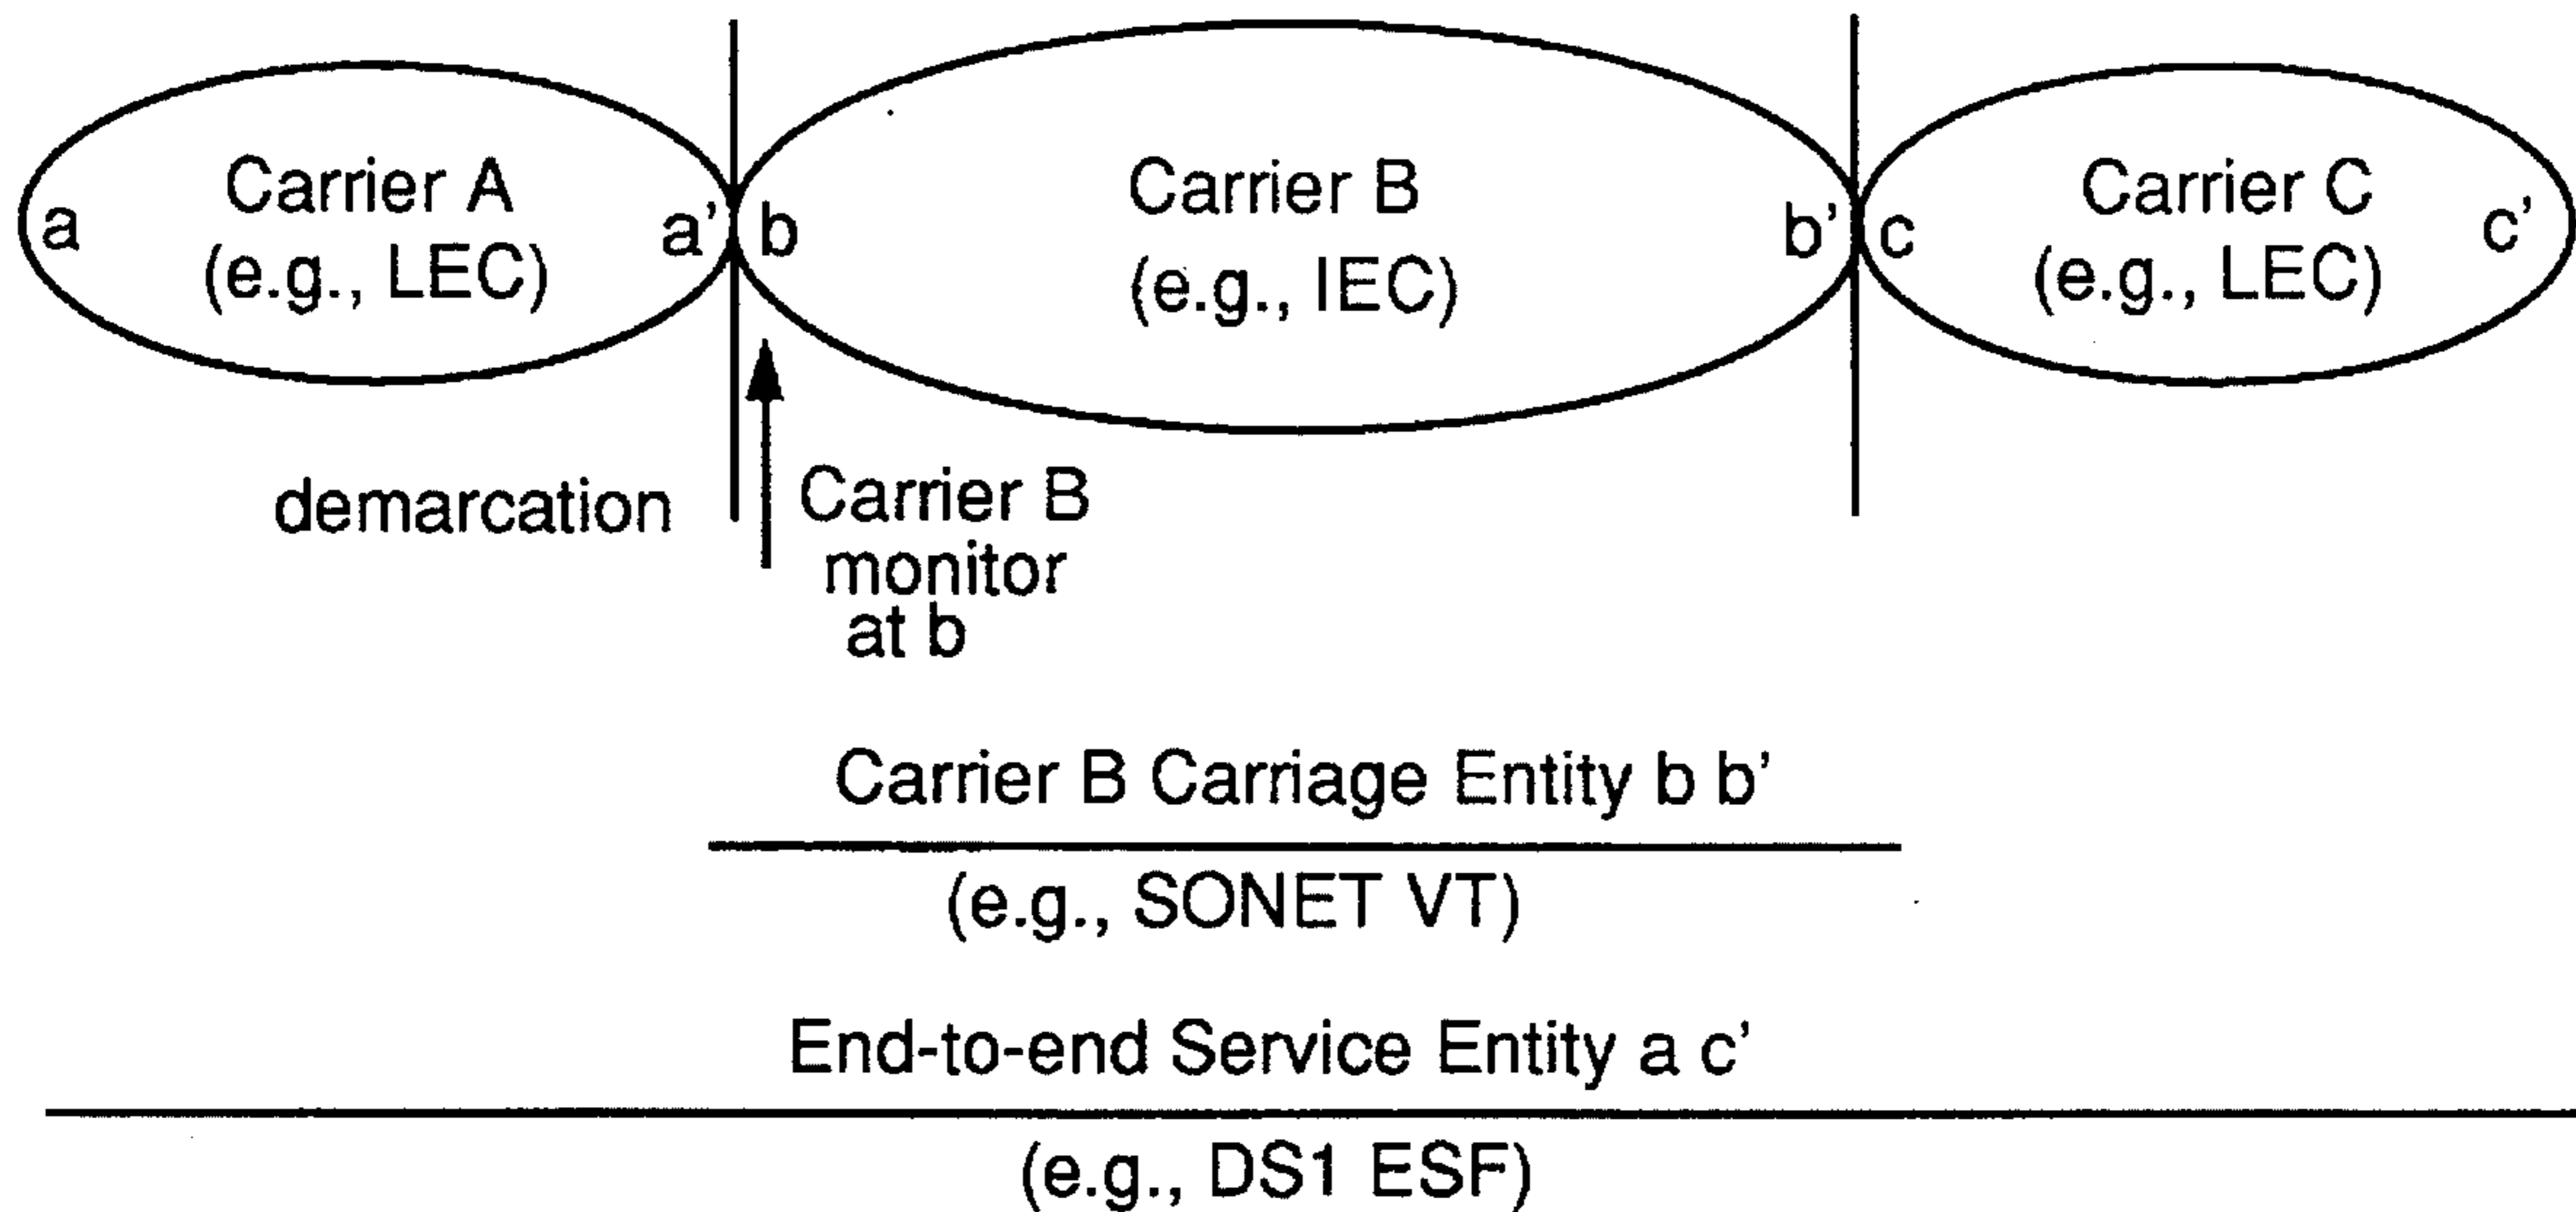 Carrier A
(e.g., LEC)
a
a’
b
Carrier B
(e.g., IEC)
b’
c
Carrier C
(e.g., LEC)
c’
demarcation
Carrier B
monitor
at b
Carrier B Carriage Entity b b’
(e.g., SONET VT)
End-to-end Service Entity a c’
(e.g., DS1 ESF)